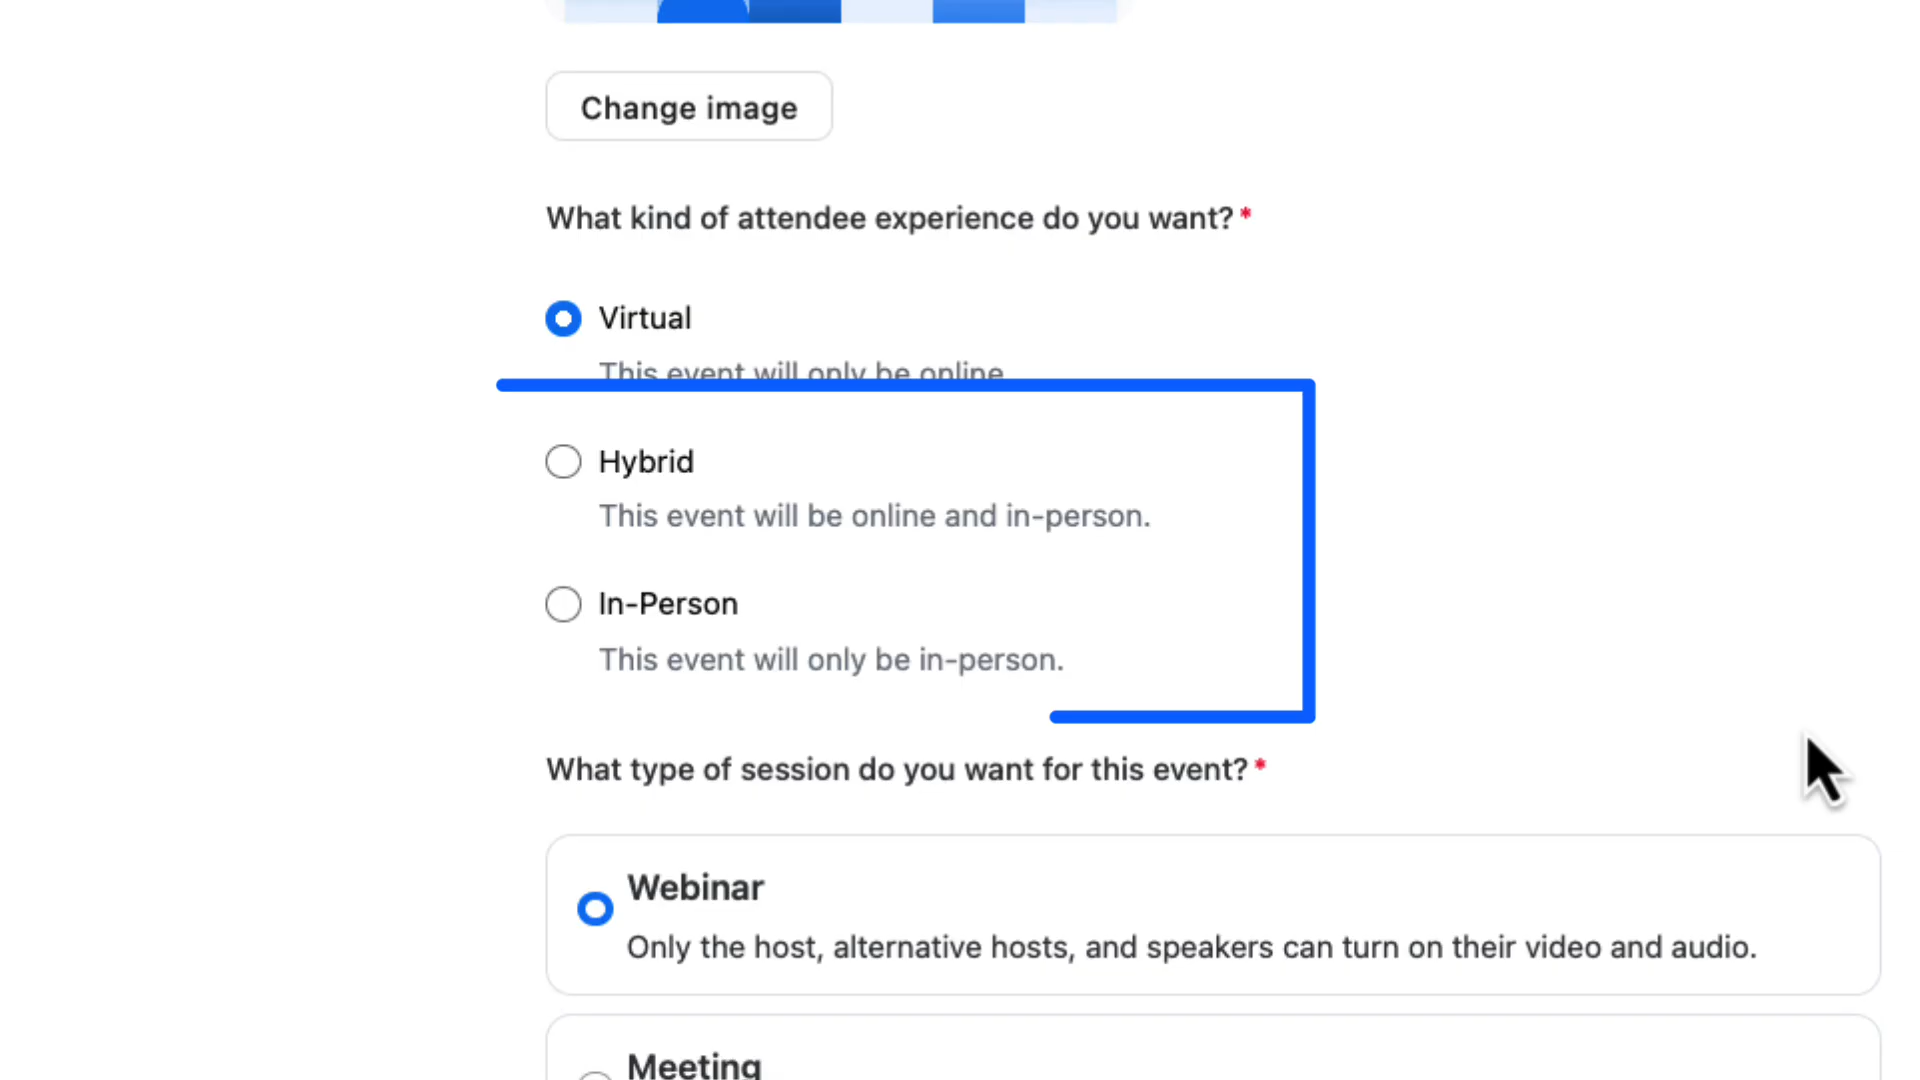 Change image
What kind of attendee experience do you want?*
Virtual
This event will only be online
Hybrid
This event will be online and in-person.
In-Person
This event will only be in-person.
What type of session do you want for this event?*
Webinar
Only the host, alternative hosts, and speakers can turn on their video and audio.
Meeting